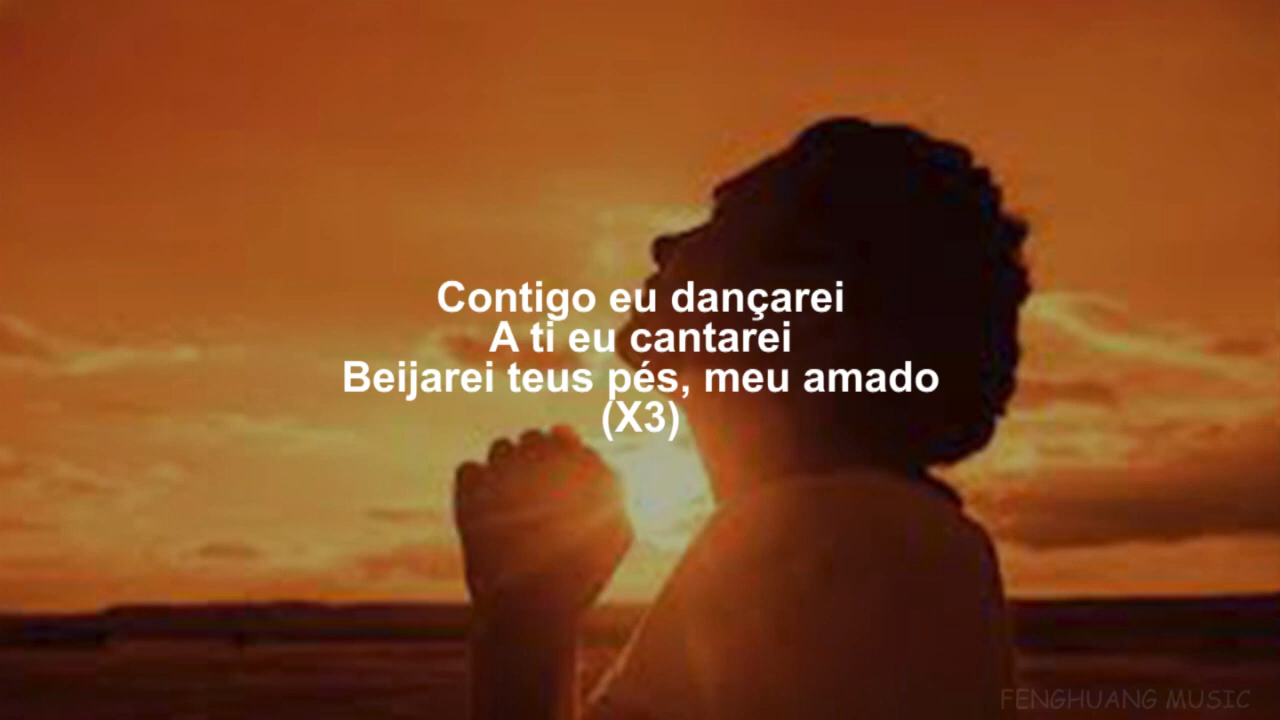 Contigo eu dançarei
A ti eu cantarei
Beijarei teus pés, meu amado
(X3)
FENGHUANG MUSIC